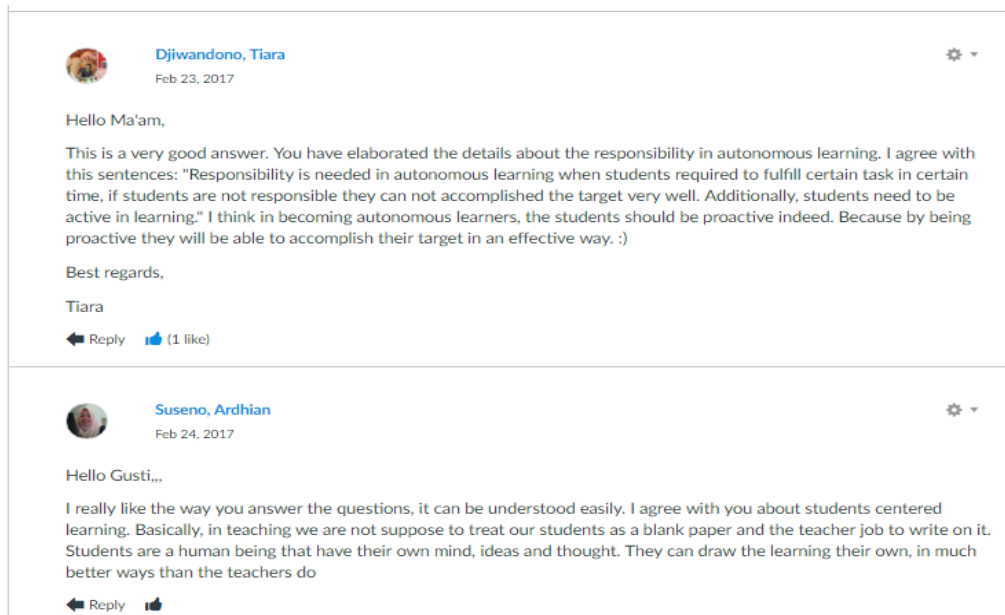 Djiwandono, Tiara
Feb 23, 2017
Hello Ma'am,
This is a very good answer. You have elaborated the details about the responsibility in autonomous learning. I agree with
this sentences: "Responsibility is needed in autonomous learning when students required to fulfill certain task in certain
time, if students are not responsible they can not accomplished the target very well. Additionally, students need to be
active in learning." I think in becoming autonomous learners, the students should be proactive indeed. Because by being
proactive they will be able to accomplish their target in an effective way. :)
Best regards,
Tiara
Reply (1 like)
Suseno, Ardhian
Feb 24, 2017
Hello Gusti,,,
I really like the way you answer the questions, it can be understood easily. I agree with you about students centered
learning. Basically, in teaching we are not suppose to treat our students as a blank paper and the teacher job to write on it.
Students are a human being that have their own mind, ideas and thought. They can draw the learning their own, in much
better ways than the teachers do
Reply